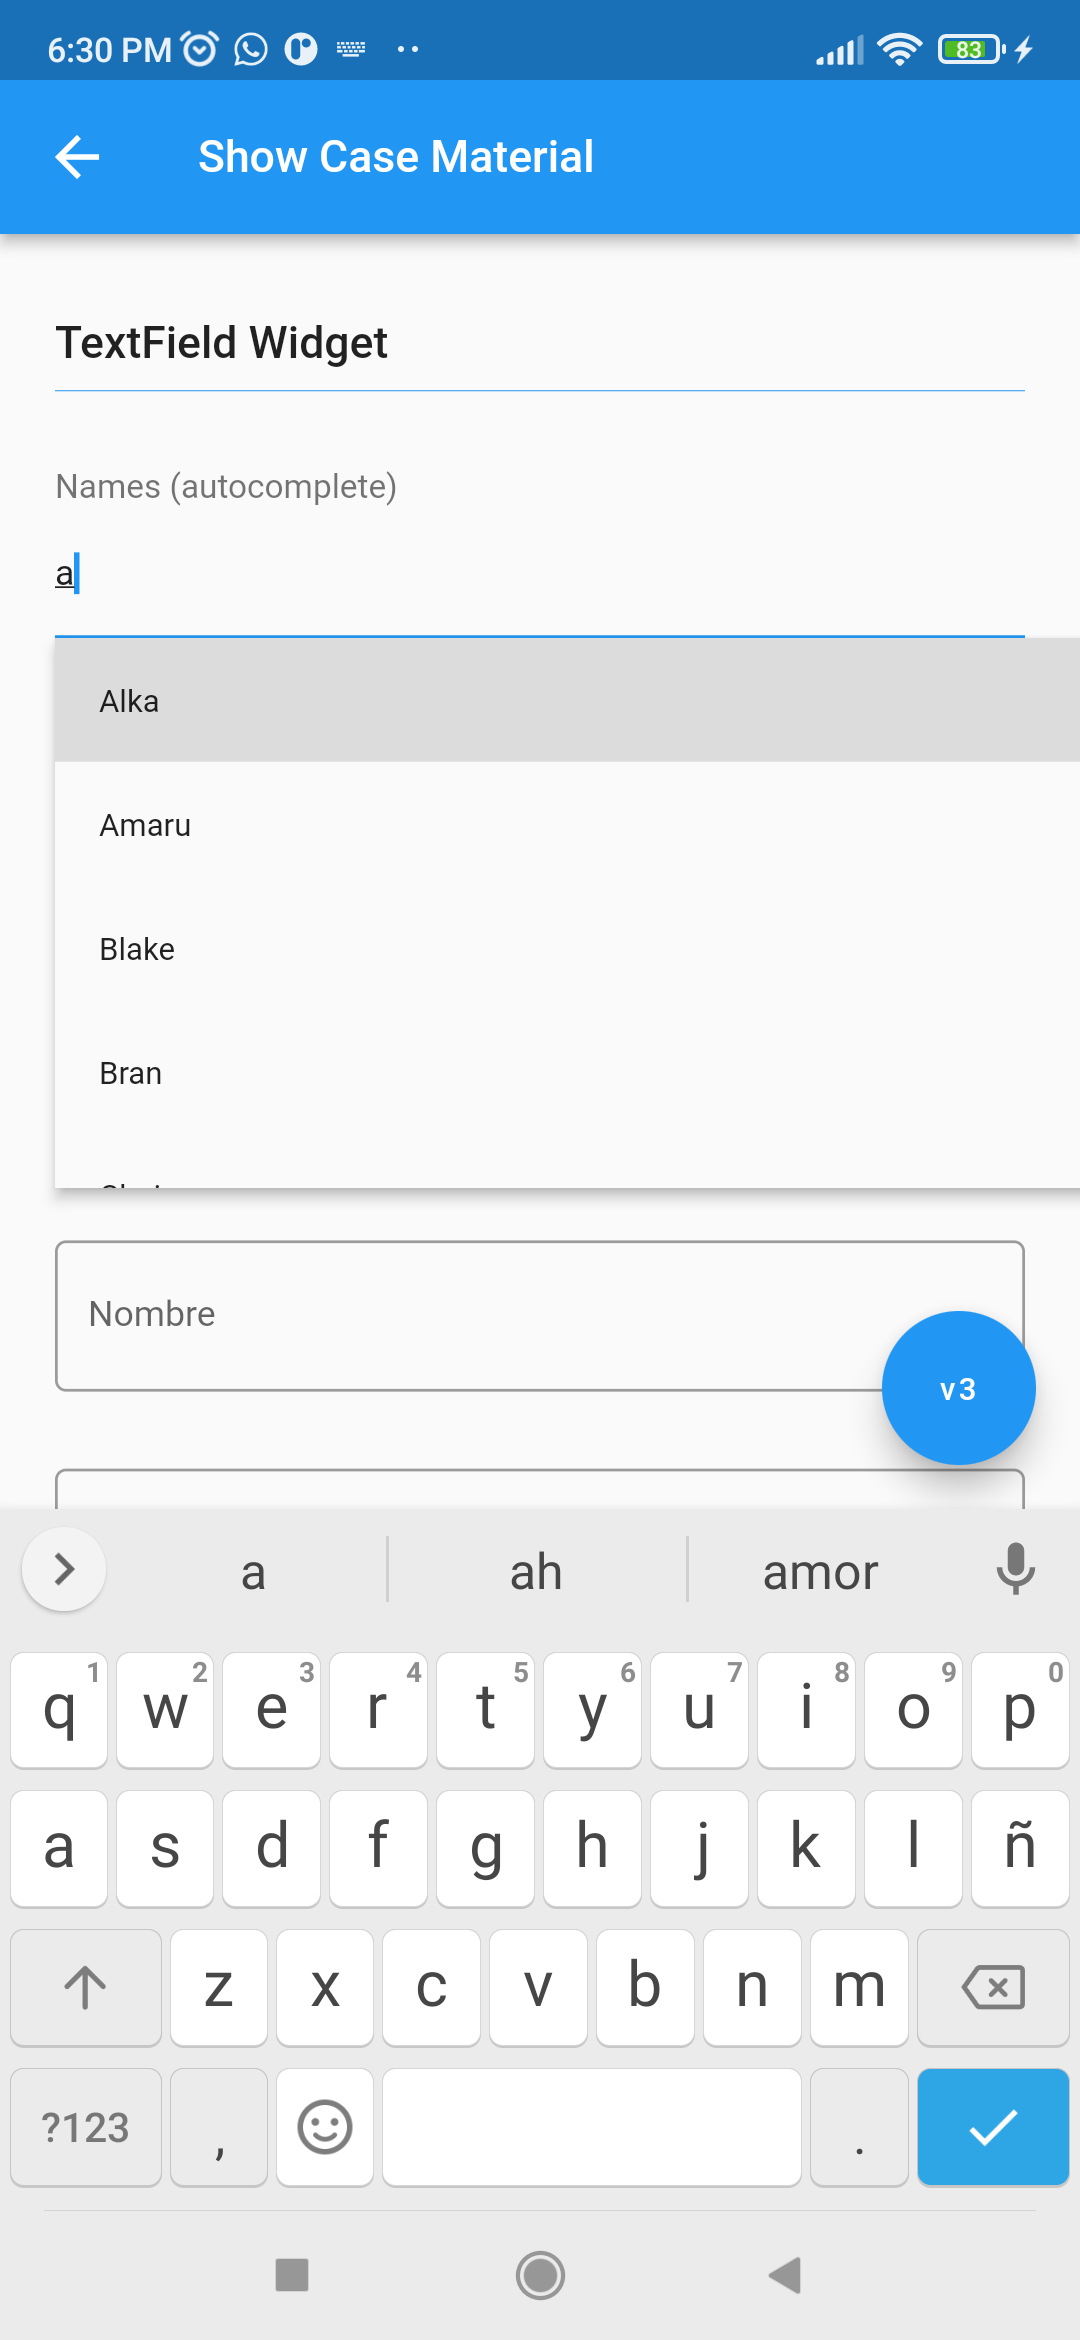 6:30 PM
83
Show Case Material
TextField Widget
Names (autocomplete)
a
Alka
Amaru
Blake
Bran
Nombre
v3
a ah amor
1 2 3 4 5 6 7 8 9 0
q w e r t y u i o p
a s d f g h j k l ñ
z x c v b n m
?123 , .